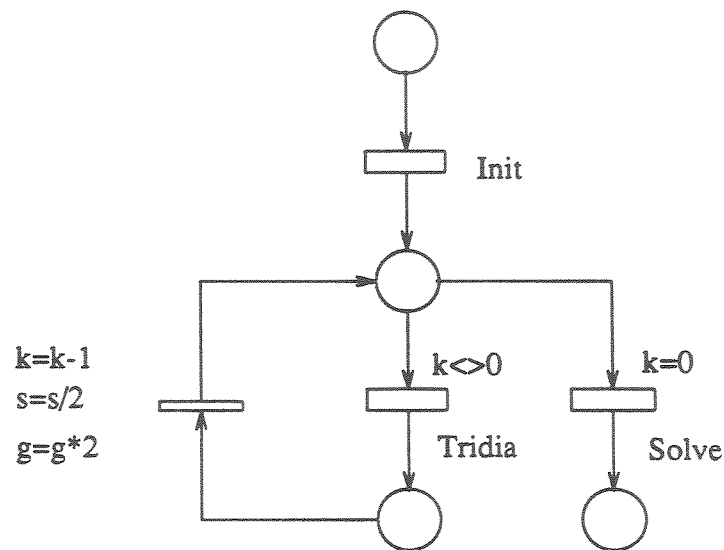 Init
k<>0
k=0
k=k-1
s=s/2
g=g*2
Tridia
Solve